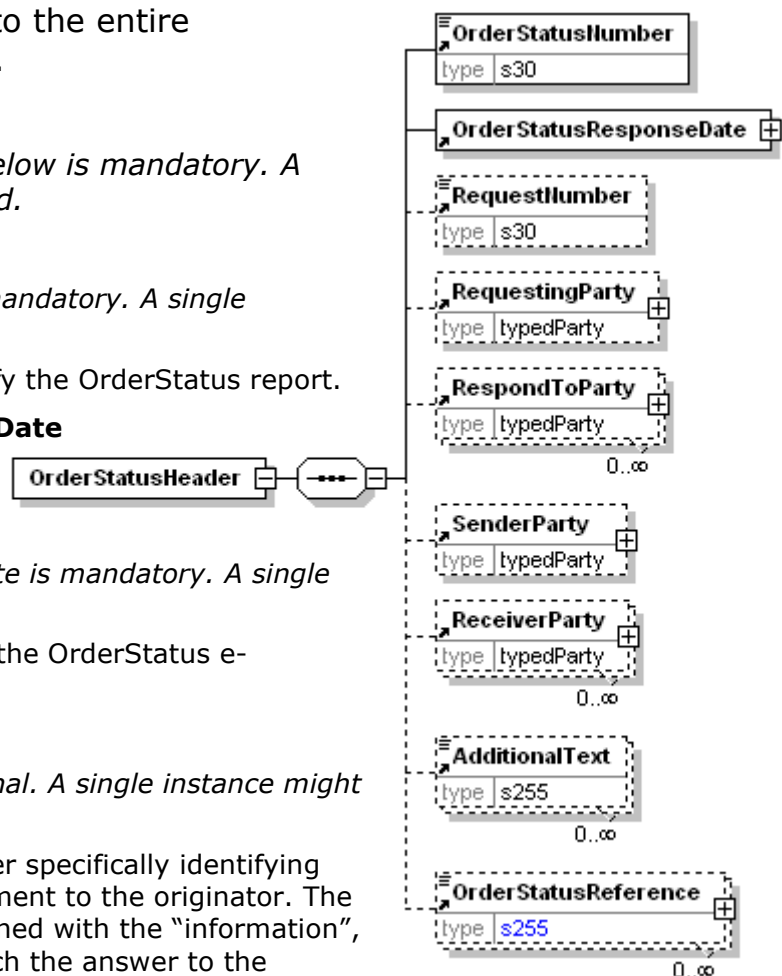 to the entire
.
elow is mandatory. A
d.
nandatory. A single
fy the OrderStatus report.
Date
te is mandatory. A single
the OrderStatus e-
nal. A single instance might
er specifically identifying
ment to the originator. The
ned with the “information”,
ch the answer to the
OrderStatusHeader
OrderStatusNumber
type s30
OrderStatusResponseDate
RequestNumber
type s30
RequestingParty
type typedParty
RespondToParty
type typedParty
0..∞
SenderParty
type typedParty
ReceiverParty
type typedParty
0..∞
AdditionalText
type s255
0..∞
OrderStatusReference
type s255
0..∞